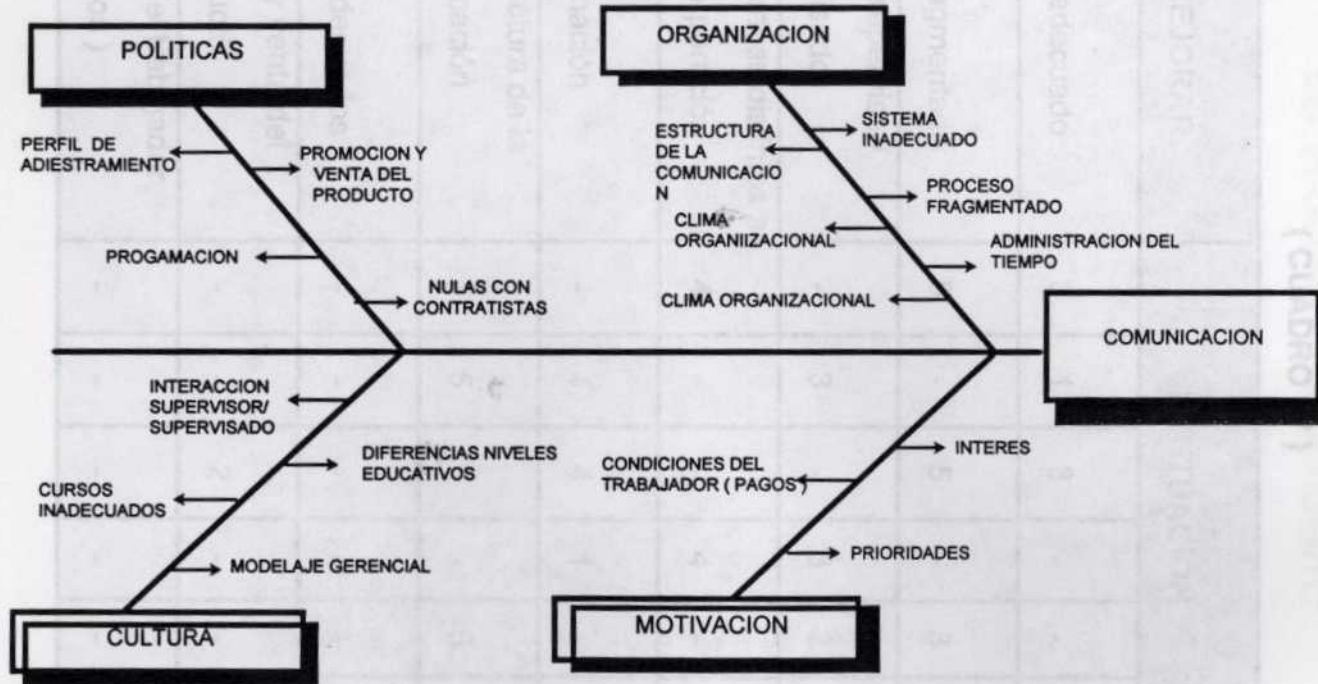 POLITICAS
ORGANIZACION
PERFIL DE
ADIESTRAMIENTO
PROMOCION Y
VENTA DEL
PRODUCTO
PROGAMACION
NULAS CON
CONTRATISTAS
ESTRUCTURA
DE LA
COMUNICACIO
N
SISTEMA
INADECUADO
PROCESO
FRAGMENTADO
CLIMA
ORGANIIZACIONAL
ADMINISTRACION DEL
TIEMPO
CLIMA ORGANIZACIONAL
COMUNICACION
( CUADRO )
INTERACCION
SUPERVISOR/
SUPERVISADO
DIFERENCIAS NIVELES
EDUCATIVOS
CURSOS
INADECUADOS
MODELAJE GERENCIAL
INTERES
CONDICIONES DEL
TRABAJADOR ( PAGOS )
PRIORIDADES
CULTURA
MOTIVACION